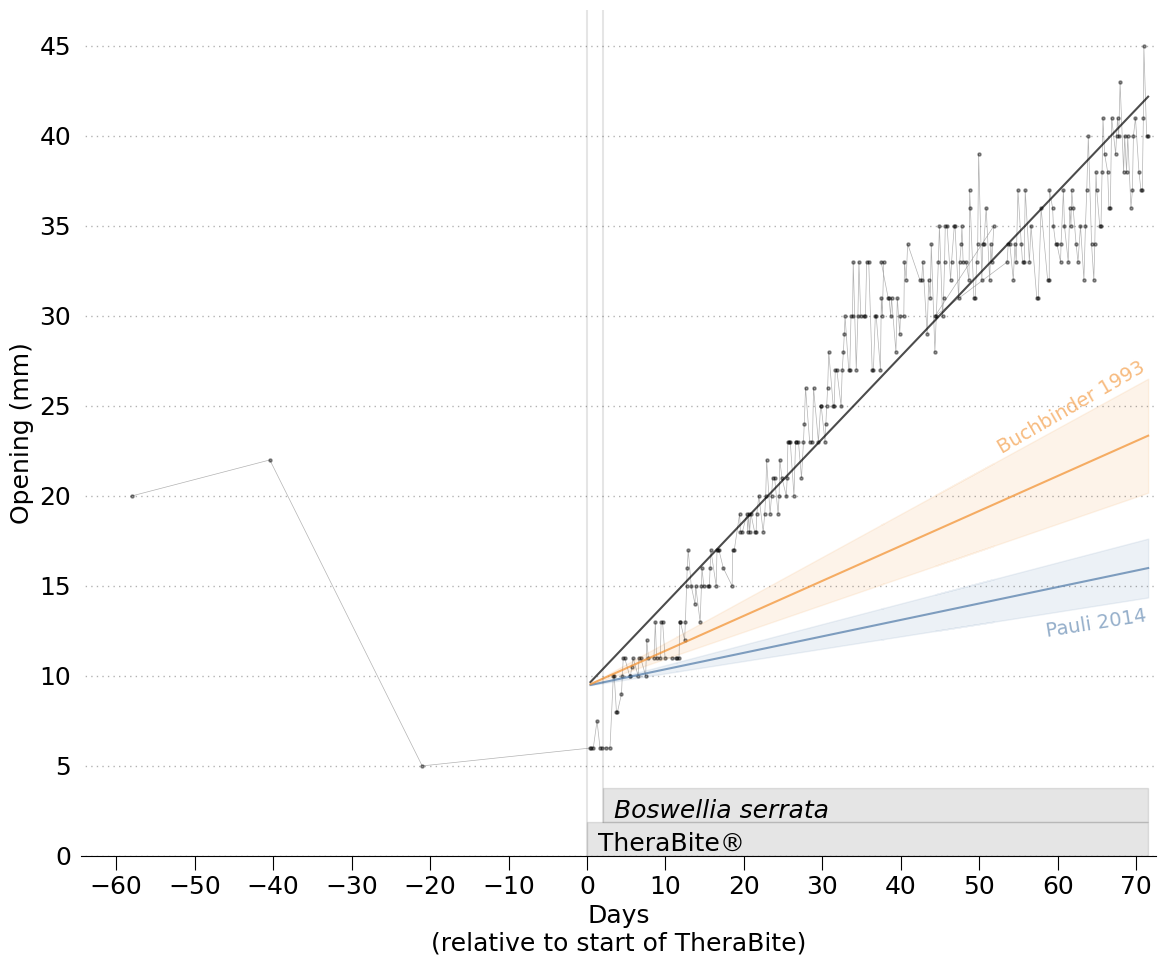 45
40
35
30
25
20
15
10
5
0
Opening (mm)
Buchbinder 1993
Pauli 2014
Boswellia serrata
TheraBite®
−60 −50 −40 −30 −20 −10 0 10 20 30 40 50 60 70
Days
(relative to start of TheraBite)